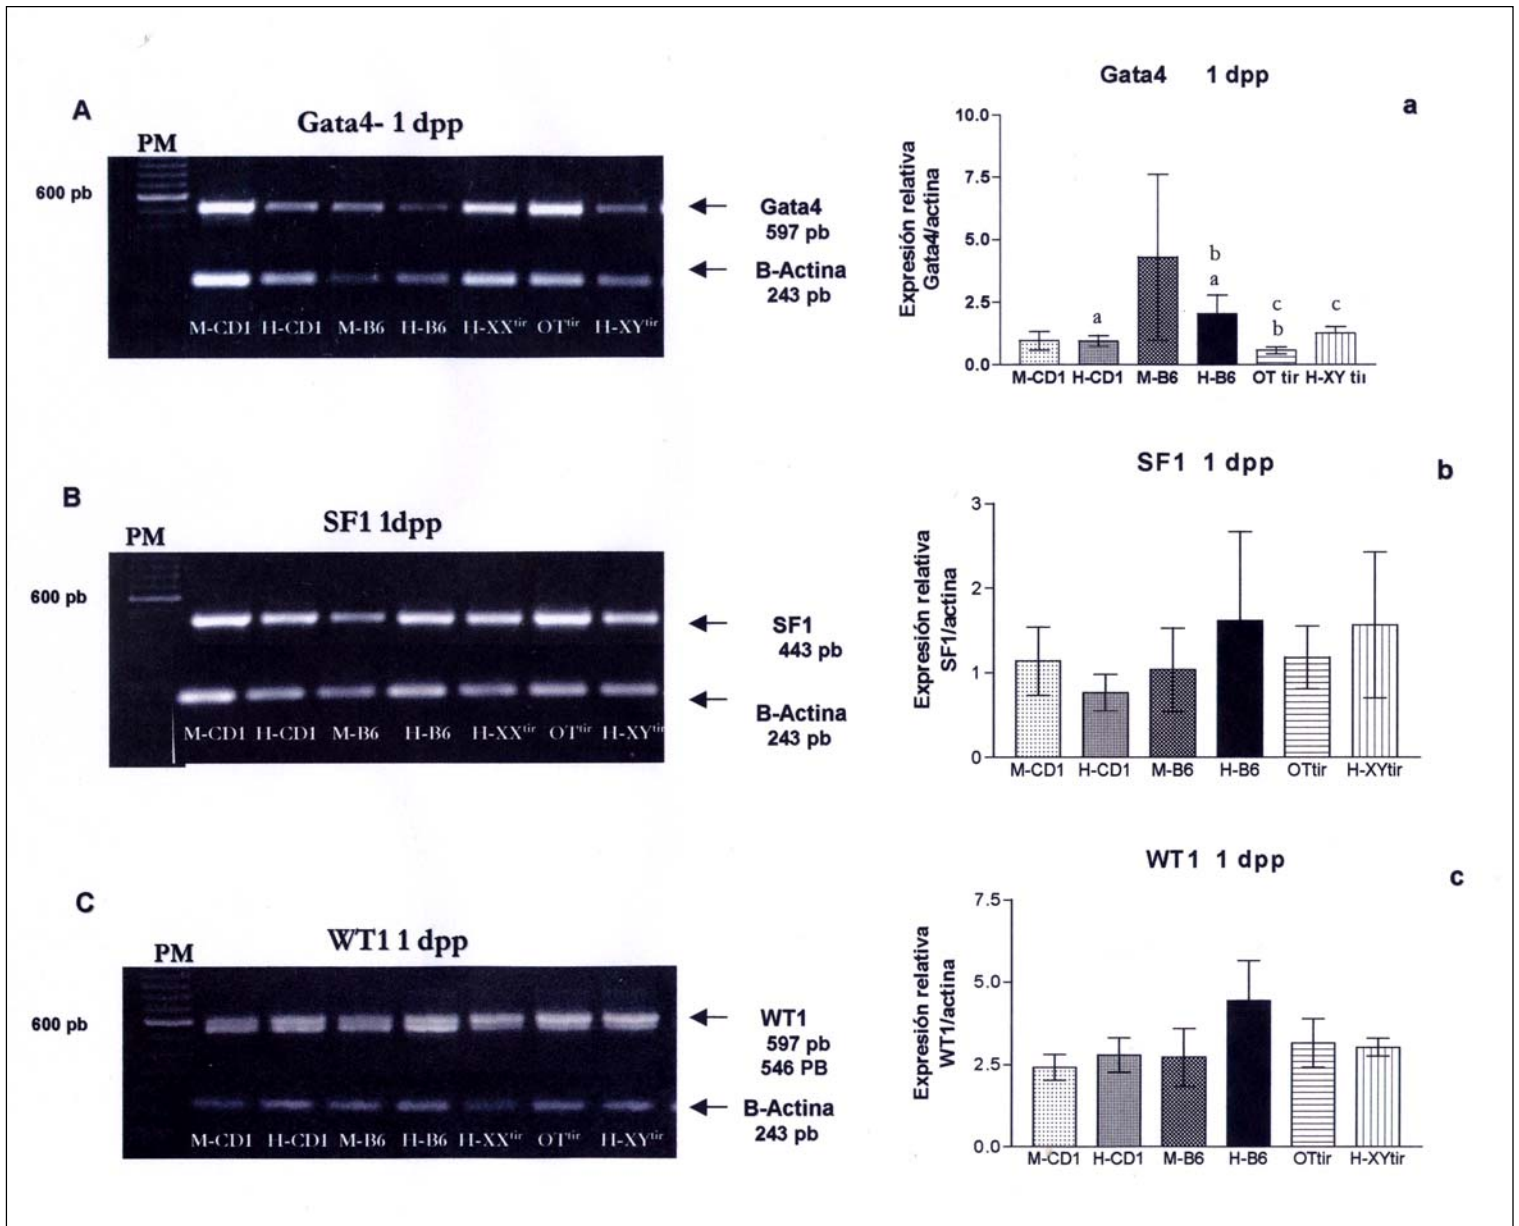 A
Gata4- 1 dpp
PM
600 pb
Gata4
597 pb
B-Actina
243 pb
M-CD1 H-CD1 M-B6 H-B6 H-XXtir OTtir H-XYtir
Gata4 1 dpp
a
Expresión relativa
Gata4/actina
10.0
7.5
5.0
2.5
0.0
a
b
a
c
b
c
M-CD1 H-CD1 M-B6 H-B6 OT tir H-XY tir
B
SF1 1dpp
PM
600 pb
SF1
443 pb
B-Actina
243 pb
M-CD1 H-CD1 M-B6 H-B6 H-XXtir OTtir H-XYtir
SF1 1 dpp
b
Expresión relativa
SF1/actina
3
2
1
0
M-CD1 H-CD1 M-B6 H-B6 OTtir H-XYtir
C
WT1 1 dpp
PM
600 pb
WT1
597 pb
546 PB
B-Actina
243 pb
M-CD1 H-CD1 M-B6 H-B6 H-XXtir OTtir H-XYtir
WT1 1 dpp
c
Expresión relativa
WT1/actina
7.5
5.0
2.5
0.0
M-CD1 H-CD1 M-B6 H-B6 OTtir H-XYtir